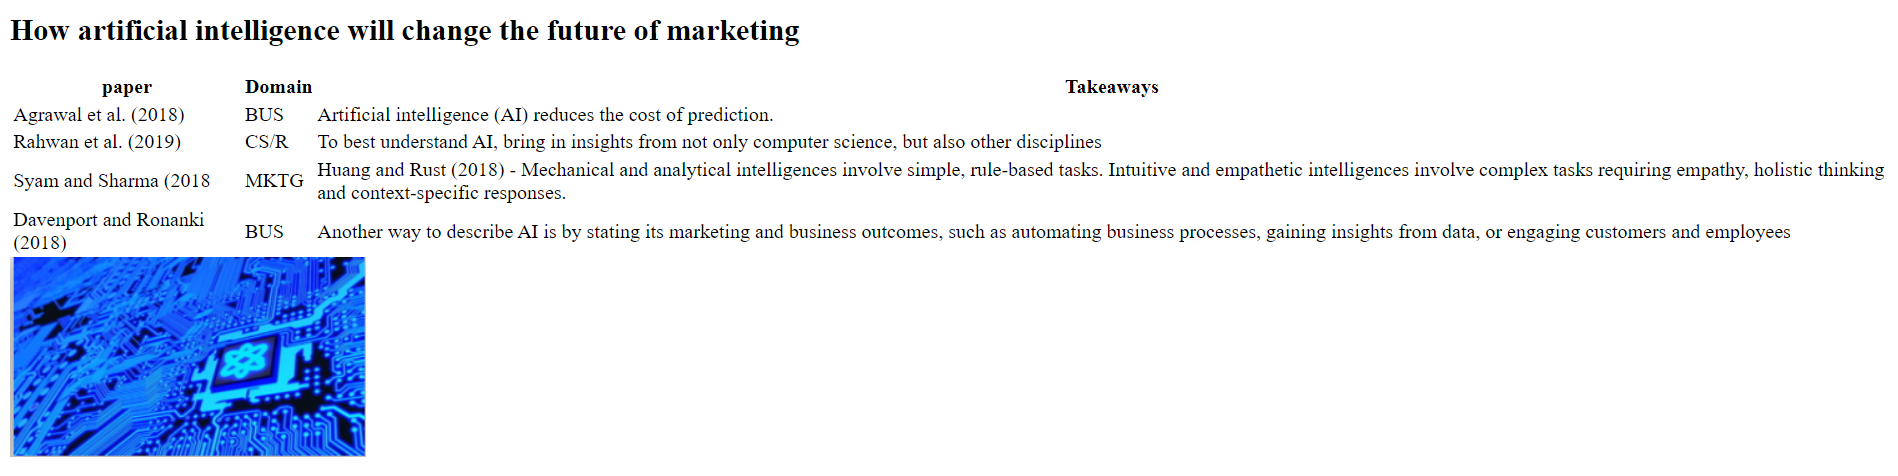 How artificial intelligence will change the future of marketing
paper Domain Takeaways
Agrawal et al. (2018) BUS Artificial intelligence (AI) reduces the cost of prediction.
Rahwan et al. (2019) CS/R To best understand AI, bring in insights from not only computer science, but also other disciplines
Syam and Sharma (2018 MKTG Huang and Rust (2018) - Mechanical and analytical intelligences involve simple, rule-based tasks. Intuitive and empathetic intelligences involve complex tasks requiring empathy, holistic thinking
and context-specific responses.
Davenport and Ronanki
(2018) BUS Another way to describe AI is by stating its marketing and business outcomes, such as automating business processes, gaining insights from data, or engaging customers and employees